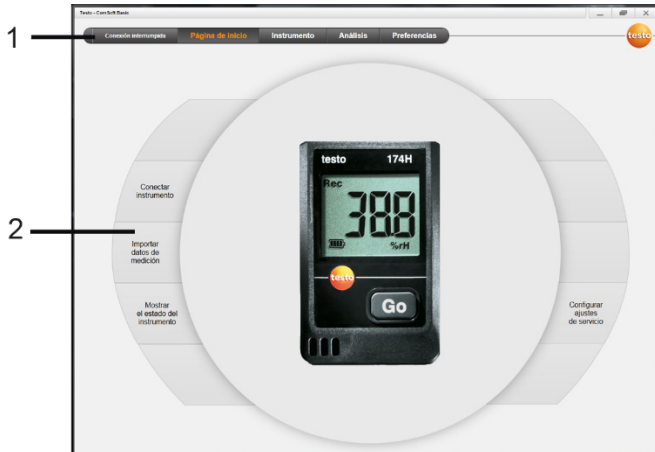 Testo - ComSoft Basic
1
Conexión interrumpida Página de inicio Instrumento Análisis Preferencias
testo
testo 174H
Rec
38.8
%rH
testo
Go
Conectar
instrumento
2
Importar
datos de
medición
Mostrar
el estado del
instrumento
Configurar
ajustes
de servicio